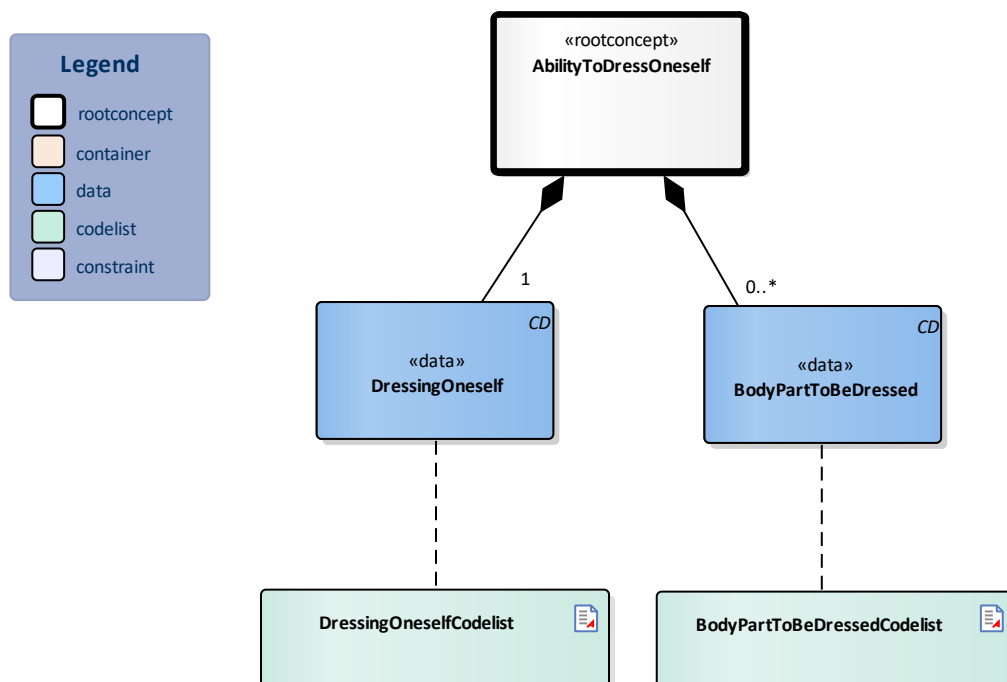 «rootconcept»
AbilityToDressOneself
Legend
rootconcept
container
data
codelist
constraint
1
0..*
CD
«data»
DressingOneself
CD
«data»
BodyPartToBeDressed
DressingOneselfCodelist
BodyPartToBeDressedCodelist